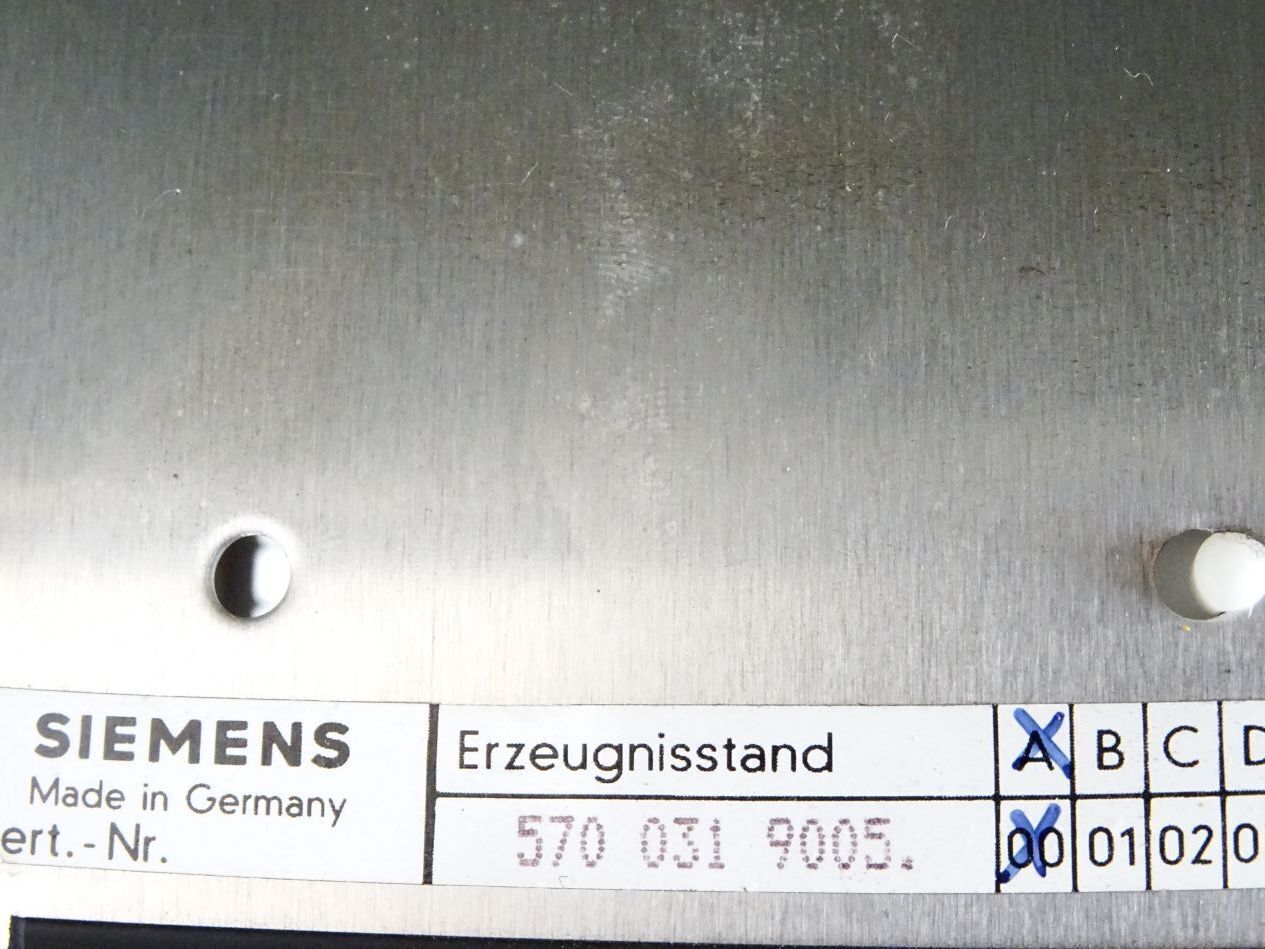 SIEMENS
Made in Germany
ert.-Nr.
Erzeugnisstand
A B C D
570 031 9005.
00 01 02 0